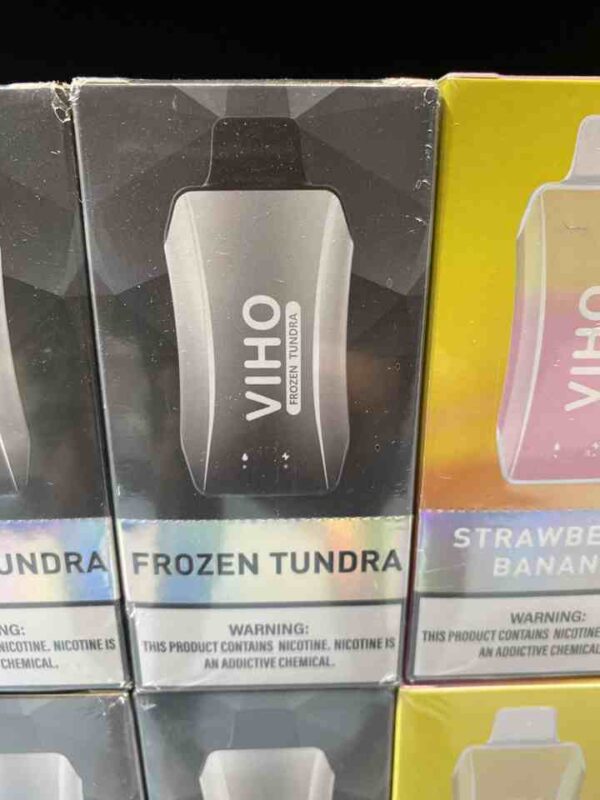 VIHO
FROZEN TUNDRA
VIHO
UNDRA
FROZEN TUNDRA
STRAWBE
BANAN
NG:
NICOTINE. NICOTINE IS
CHEMICAL.
WARNING:
THIS PRODUCT CONTAINS NICOTINE. NICOTINE IS
AN ADDICTIVE CHEMICAL.
WARNING:
THIS PRODUCT CONTAINS NICOTINE
AN ADDICTIVE CHEMICAL